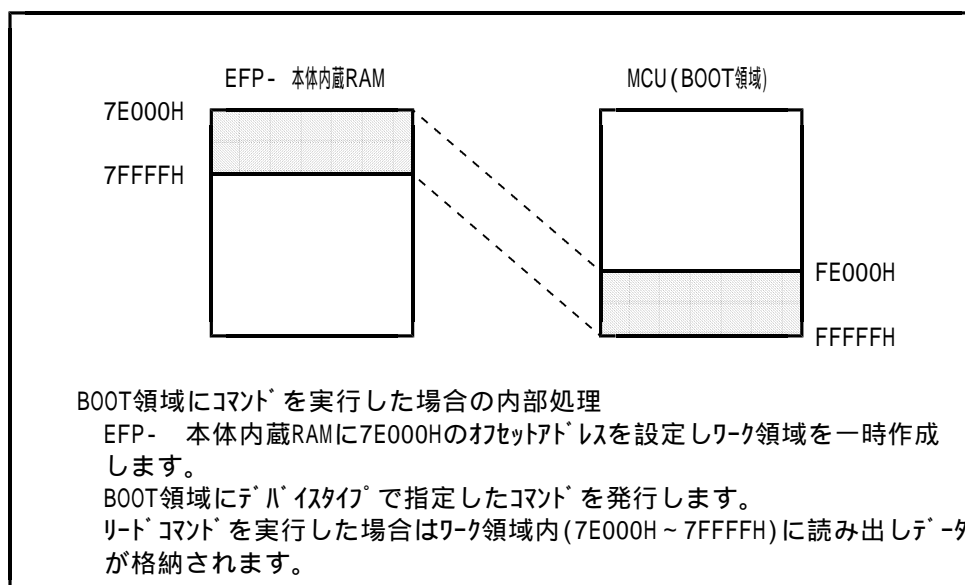 EFP- 本体内蔵RAM
MCU(BOOT領域)
7E000H
7FFFFH
FE000H
FFFFFH
BOOT領域にｺﾏﾝﾄﾞを実行した場合の内部処理
EFP- 本体内蔵RAMに7E000Hのｵﾌｾｯﾄｱﾄﾞﾚｽを設定しﾜｰｸ領域を一時作成
します。
BOOT領域にﾃﾞﾊﾞｲｽﾀｲﾌﾟで指定したｺﾏﾝﾄﾞを発行します。
ﾘｰﾄﾞｺﾏﾝﾄﾞを実行した場合はﾜｰｸ領域内(7E000H~7FFFFH)に読み出しﾃﾞｰﾀ
が格納されます。